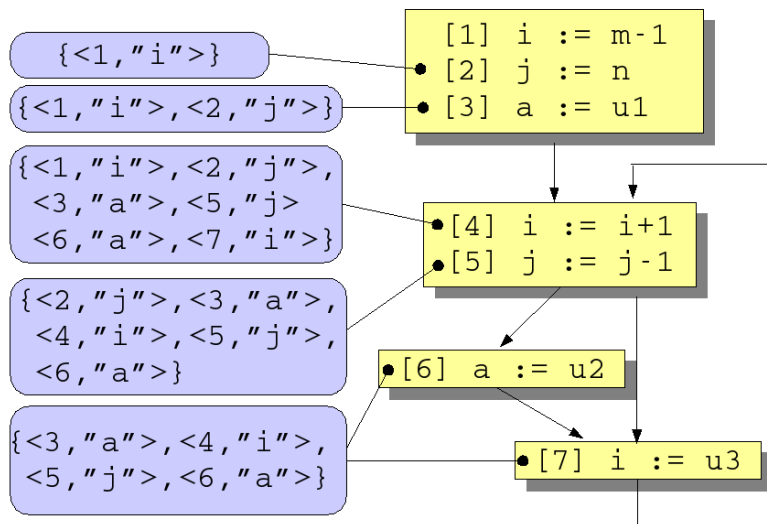 {<1,"i">}
{<1,"i">,<2,"j">}
{<1,"i">,<2,"j">,
<3,"a">,<5,"j>
<6,"a">,<7,"i">}
{<2,"j">,<3,"a">,
<4,"i">,<5,"j">,
<6,"a">}
{<3,"a">,<4,"i">,
<5,"j">,<6,"a">}
[1] i := m-1
[2] j := n
[3] a := u1
[4] i := i+1
[5] j := j-1
[6] a := u2
[7] i := u3